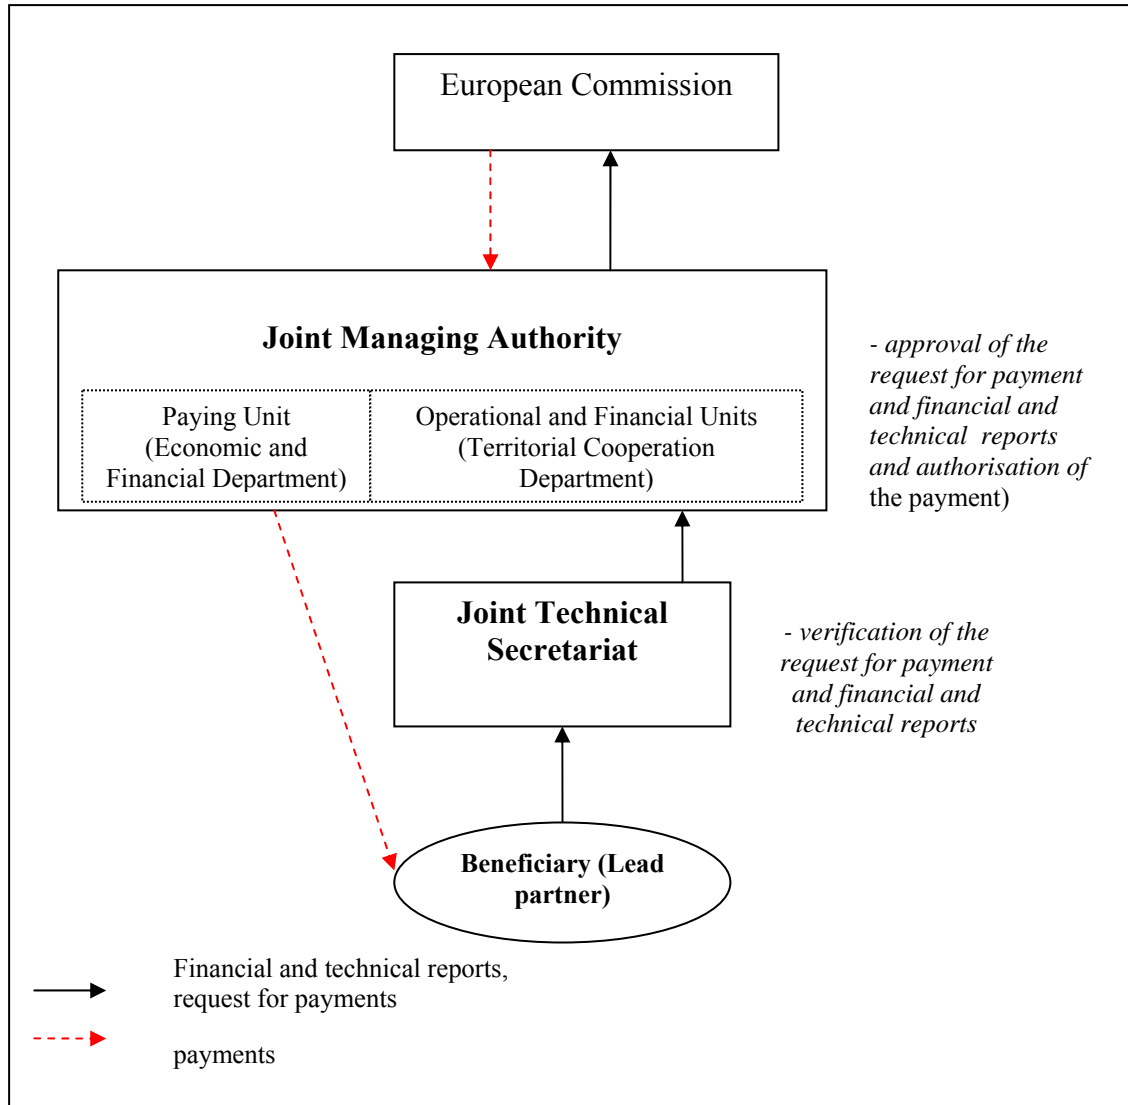 European Commission
Joint Managing Authority
- approval of the
request for payment
and financial and
technical reports
and authorisation of
the payment)
Paying Unit
(Economic and
Financial Department)
Operational and Financial Units
(Territorial Cooperation
Department)
Joint Technical
Secretariat
- verification of the
request for payment
and financial and
technical reports
Beneficiary (Lead
partner)
Financial and technical reports,
request for payments
payments